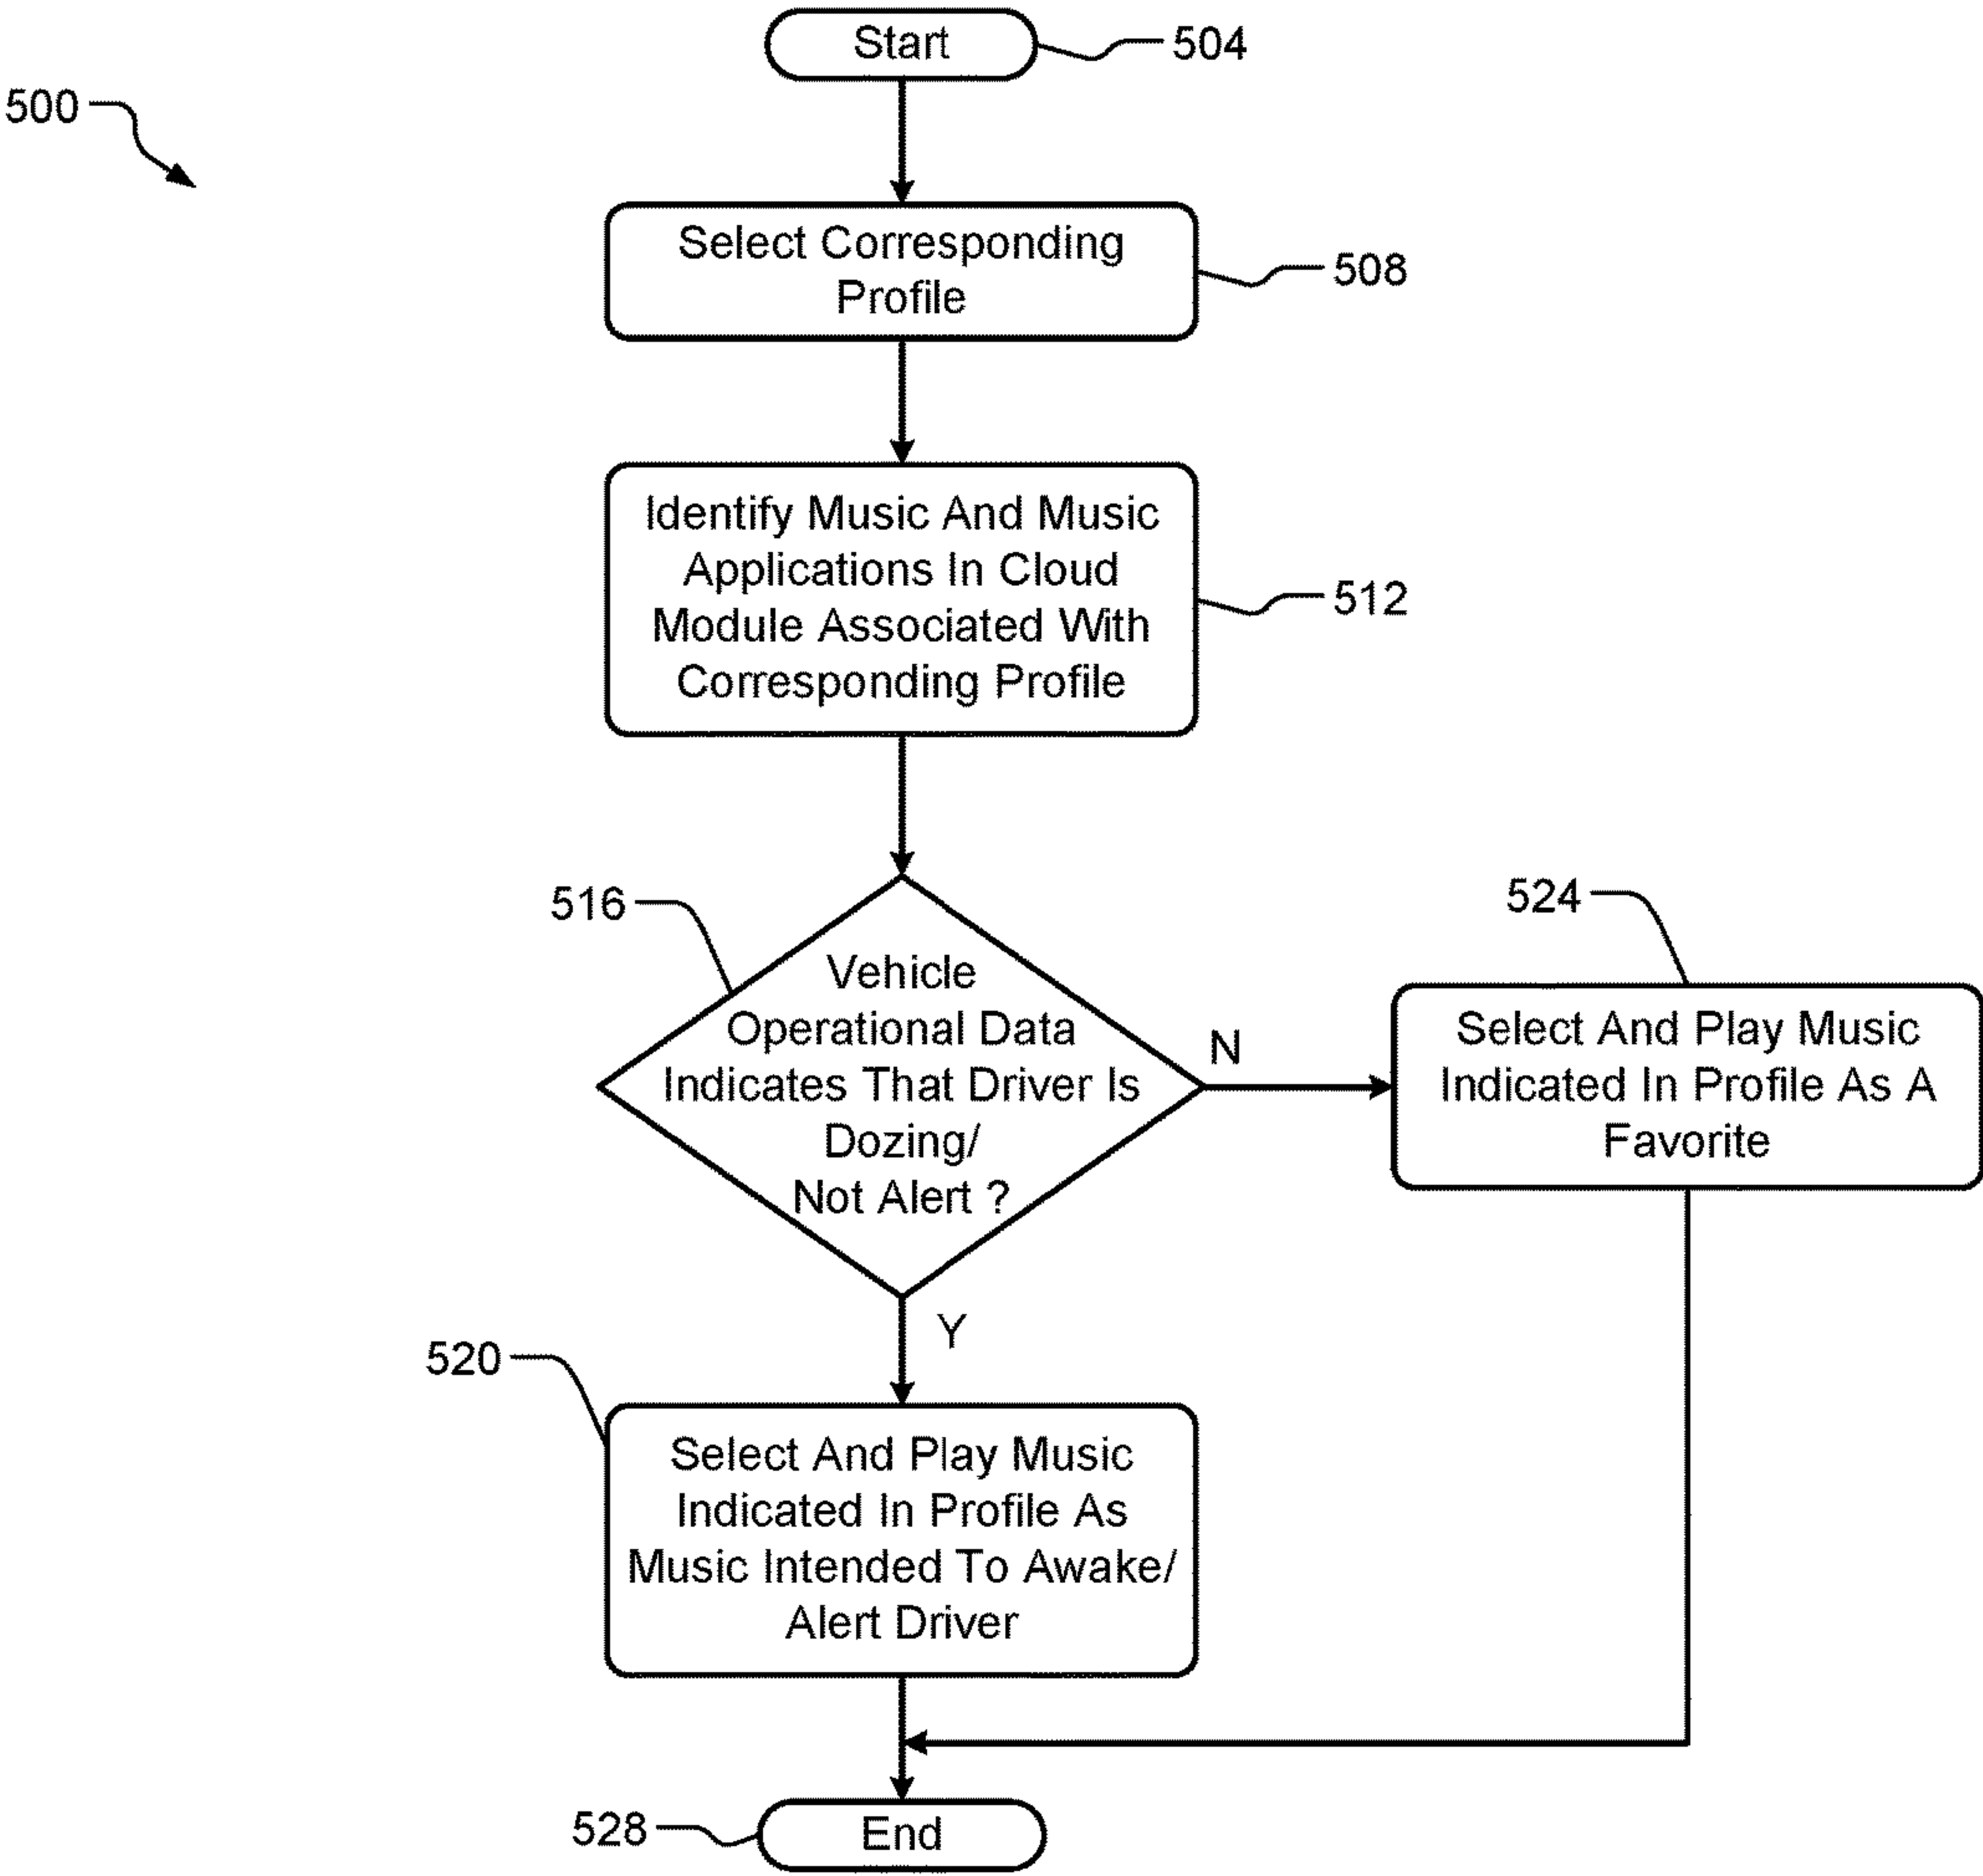 Start
504
500
Select Corresponding
Profile
508
Identify Music And Music
Applications In Cloud
Module Associated With
Corresponding Profile
512
516
Vehicle
Operational Data
Indicates That Driver Is
Dozing/
Not Alert ?
N
524
Select And Play Music
Indicated In Profile As A
Favorite
Y
520
Select And Play Music
Indicated In Profile As
Music Intended To Awake/
Alert Driver
528
End